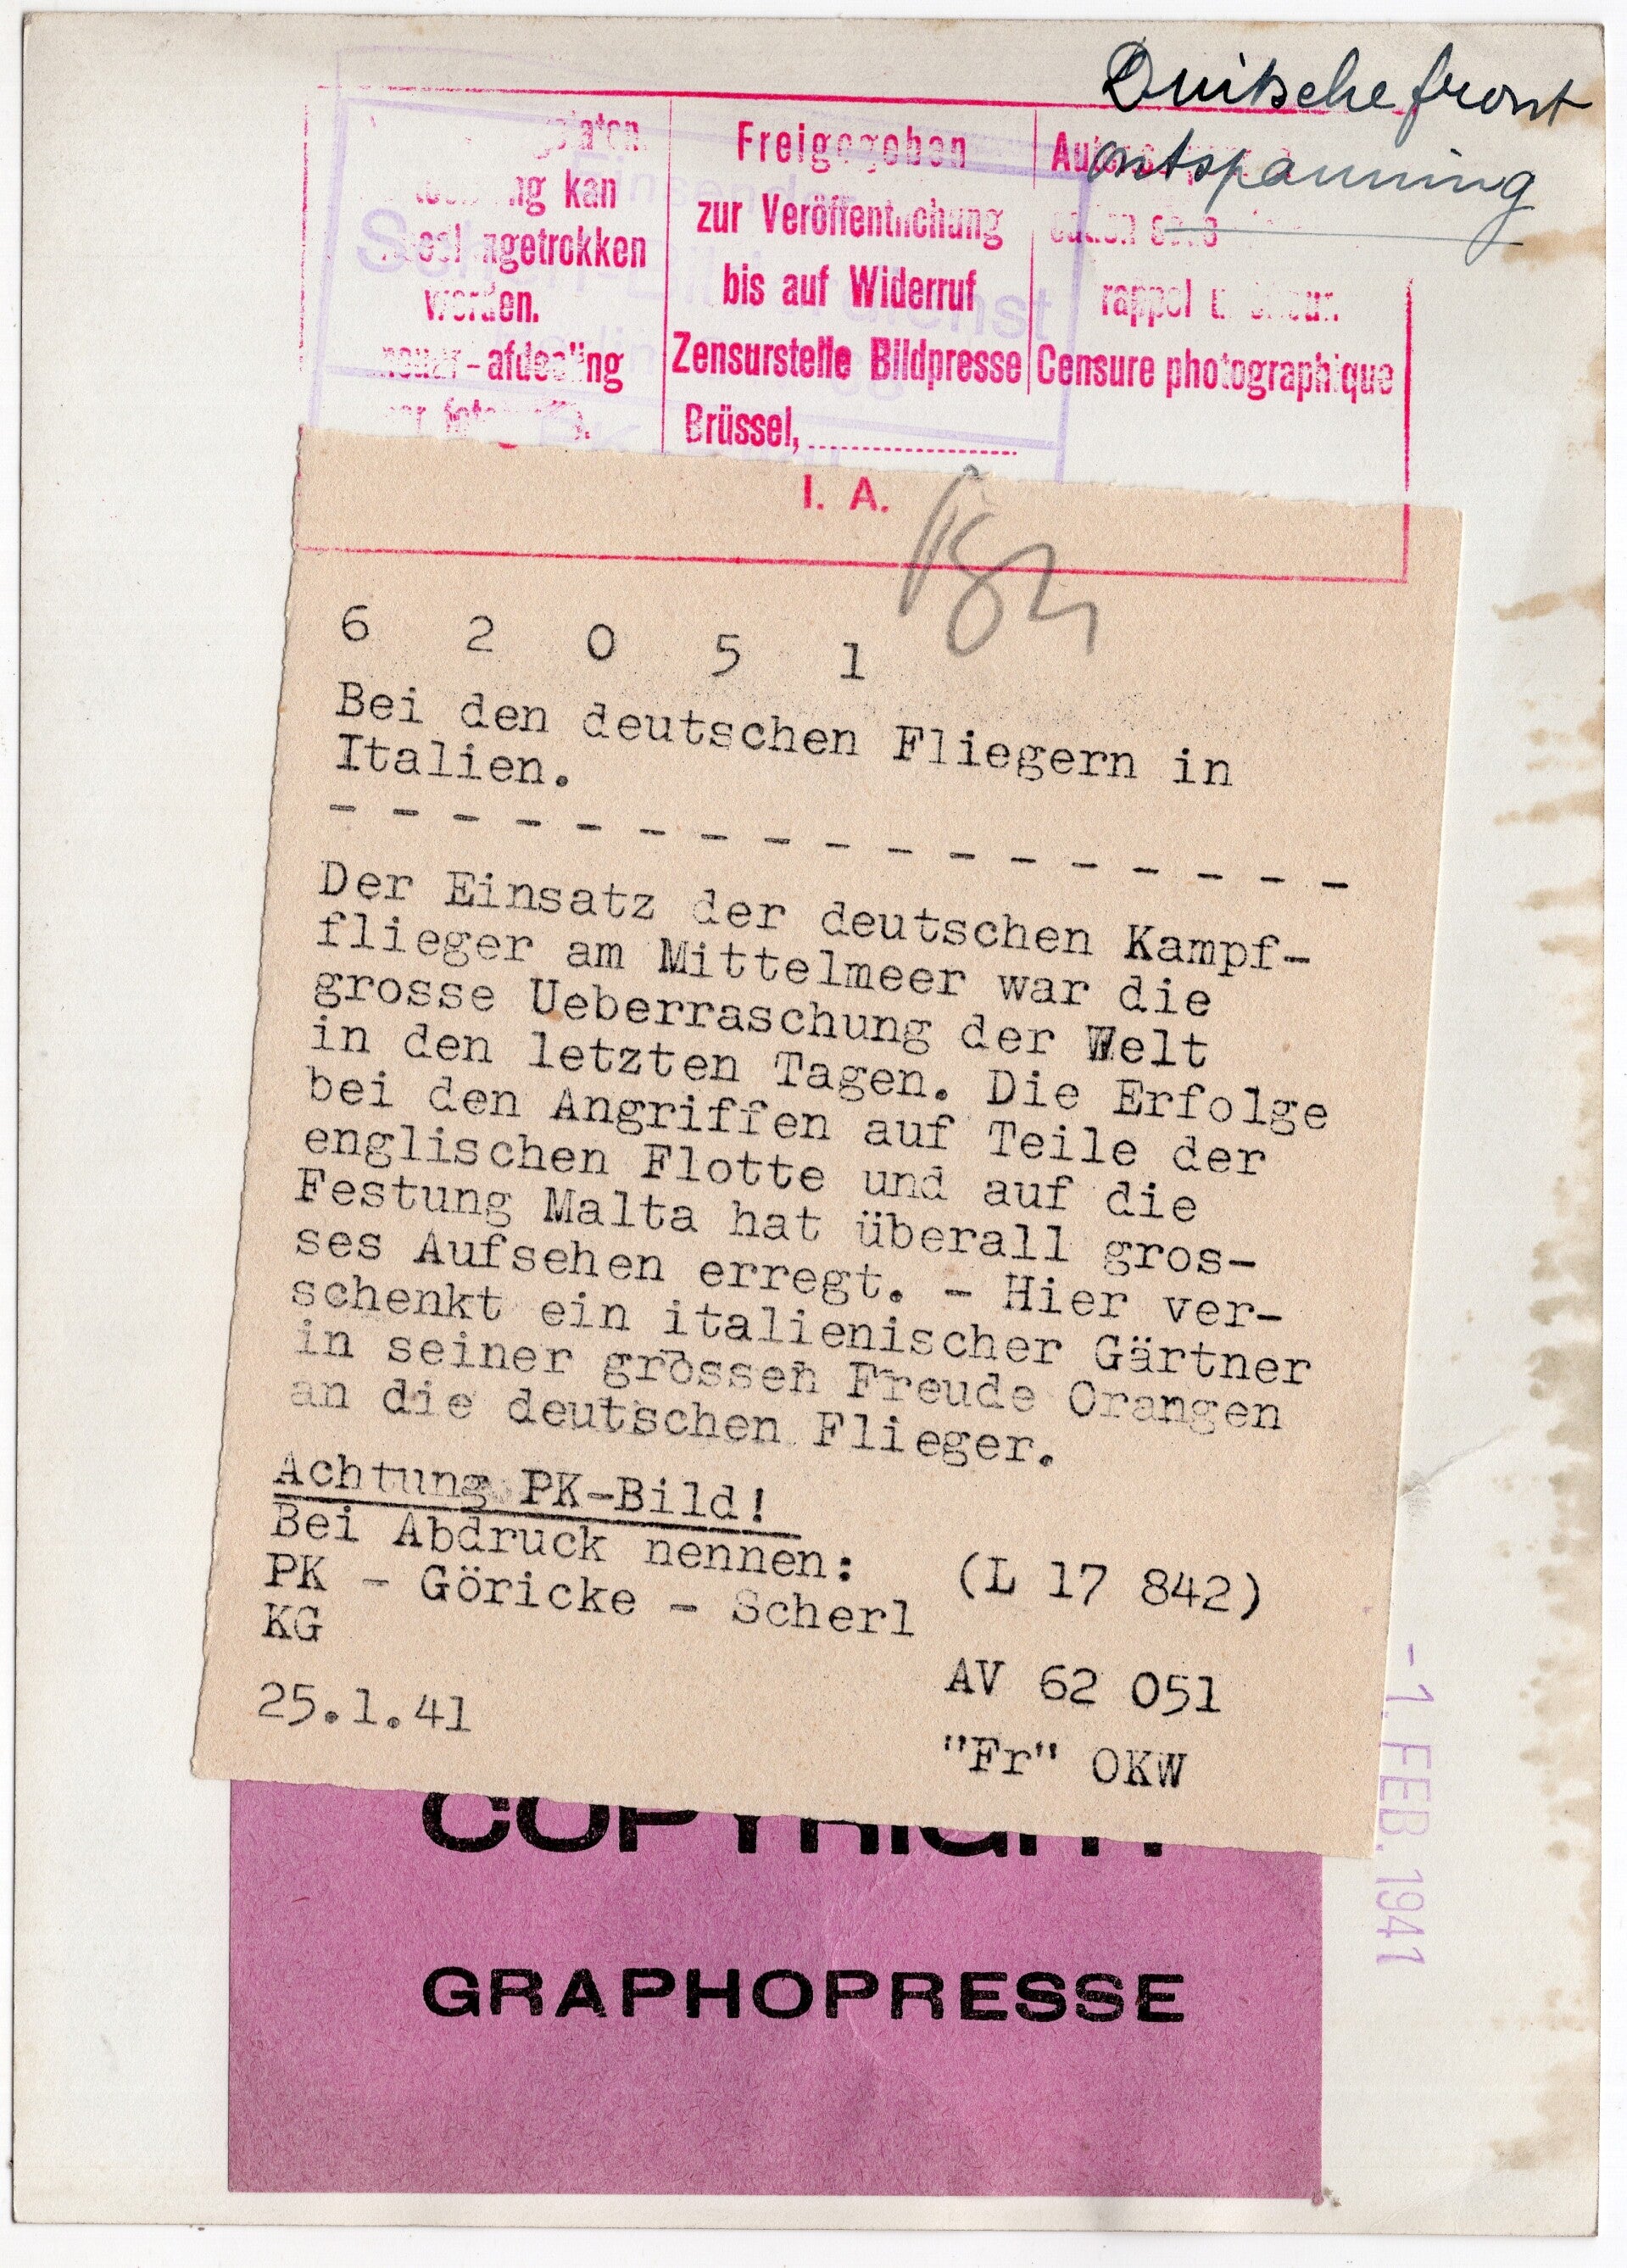 Duitsche front
ontspanning
kan
ngetrokken
worden.
Freigegeben
zur Veröffentlichung
bis auf Widerruf
Zensurstelle Bildpresse
Brüssel, ....................
I. A.
rappel
Censure photographique
6 2 0 5 1
Bei den deutschen Fliegern in
Italien.
- - - - - - - - - - - - - - - - -
Der Einsatz der deutschen Kampf-
flieger am Mittelmeer war die
grosse Ueberraschung der Welt
in den letzten Tagen. Die Erfolge
bei den Angriffen auf Teile der
englischen Flotte und auf die
Festung Malta hat überall gros-
ses Aufsehen erregt. - Hier ver-
schenkt ein italienischer Gärtner
in seiner grossen Freude Orangen
an die deutschen Flieger.
Achtung PK-Bild!
Bei Abdruck nennen:
PK - Göricke - Scherl (L 17 842)
KG
AV 62 051
25.1.41
"Fr" OKW
- 1. FEB. 1941
COPYRIGHT
GRAPHOPRESSE